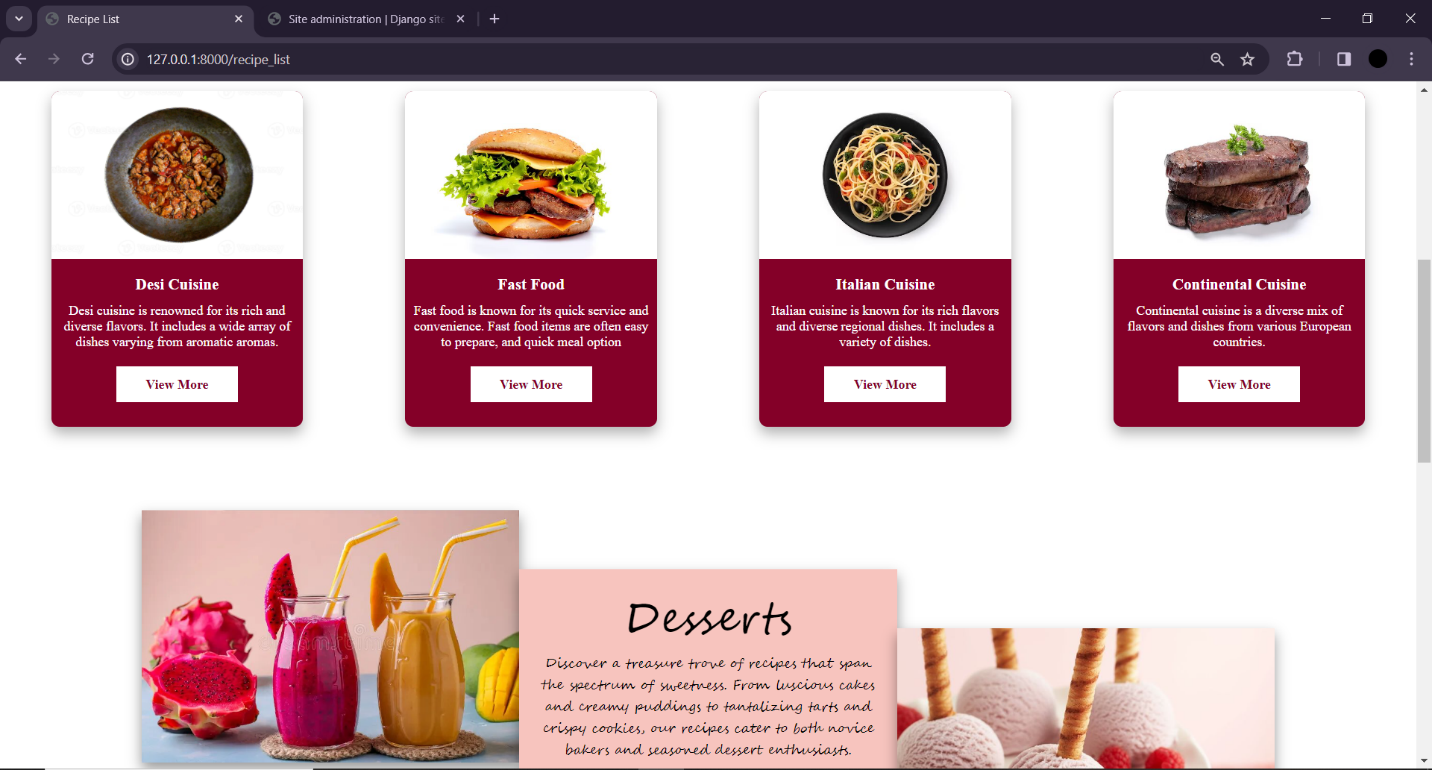 Recipe List
Site administration | Django site
127.0.0.1:8000/recipe_list
Desi Cuisine
Desi cuisine is renowned for its rich and
diverse flavors. It includes a wide array of
dishes varying from aromatic aromas.
View More
Fast Food
Fast food is known for its quick service and
convenience. Fast food items are often easy
to prepare, and quick meal option
View More
Italian Cuisine
Italian cuisine is known for its rich flavors
and diverse regional dishes. It includes a
variety of dishes.
View More
Continental Cuisine
Continental cuisine is a diverse mix of
flavors and dishes from various European
countries.
View More
Desserts
Discover a treasure trove of recipes that span
the spectrum of sweetness. From luscious cakes
and creamy puddings to tantalizing tarts and
crispy cookies, our recipes cater to both novice
bakers and seasoned dessert enthusiasts.